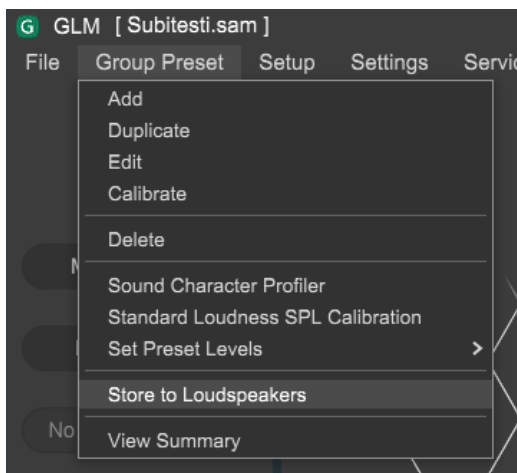 G GLM [ Subitesti.sam ]
File Group Preset Setup Settings
Add
Duplicate
Edit
Calibrate
Delete
Sound Character Profiler
Standard Loudness SPL Calibration
Set Preset Levels
Store to Loudspeakers
No
View Summary